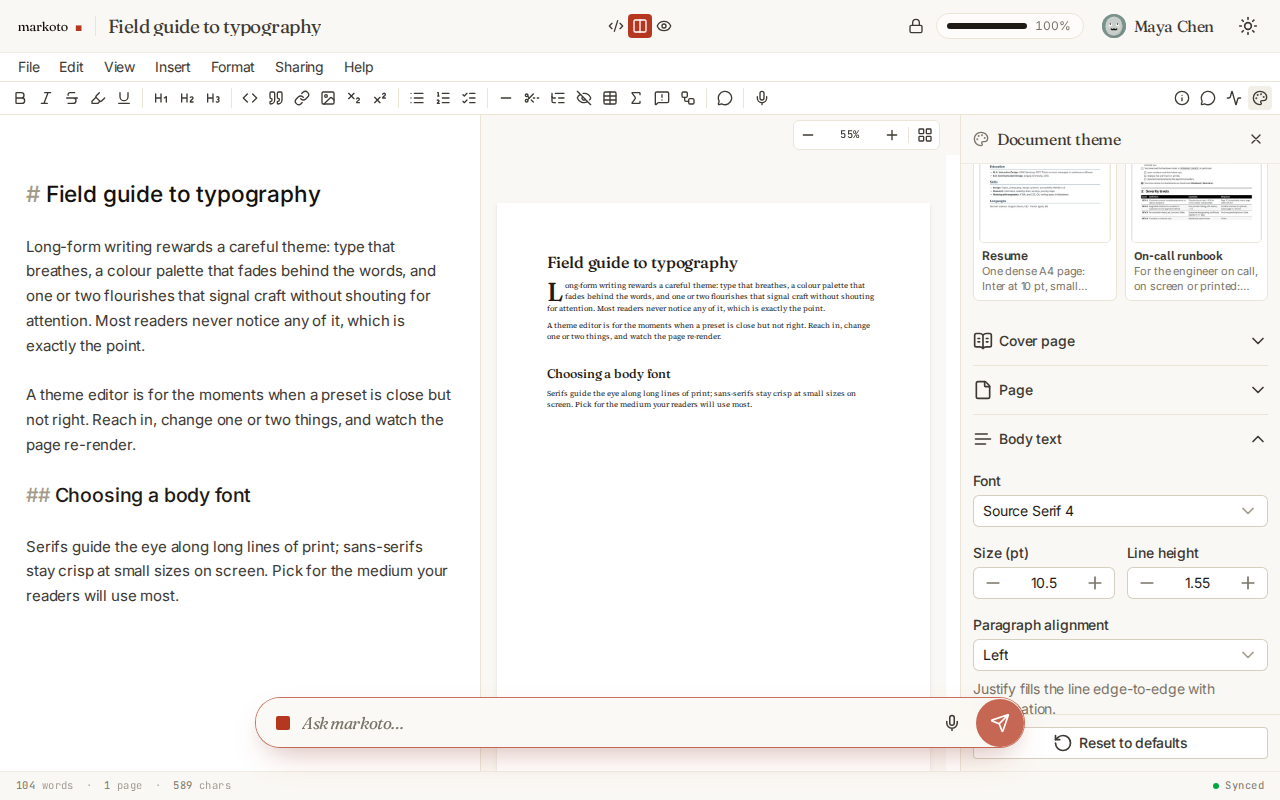 markoto
Field guide to typography
100%
Maya Chen
File Edit View Insert Format Sharing Help
H1 H2 H3
55%
# Field guide to typography
Long-form writing rewards a careful theme: type that
breathes, a colour palette that fades behind the words, and
one or two flourishes that signal craft without shouting for
attention. Most readers never notice any of it, which is
exactly the point.
A theme editor is for the moments when a preset is close but
not right. Reach in, change one or two things, and watch the
page re-render.
## Choosing a body font
Serifs guide the eye along long lines of print; sans-serifs
stay crisp at small sizes on screen. Pick for the medium your
readers will use most.
Field guide to typography
Long-form writing rewards a careful theme: type that breathes, a colour palette that
fades behind the words, and one or two flourishes that signal craft without shouting
for attention. Most readers never notice any of it, which is exactly the point.
A theme editor is for the moments when a preset is close but not right. Reach in, change
one or two things, and watch the page re-render.
Choosing a body font
Serifs guide the eye along long lines of print; sans-serifs stay crisp at small sizes on
screen. Pick for the medium your readers will use most.
Document theme
Resume
One dense A4 page:
Inter at 10 pt, small...
On-call runbook
For the engineer on call,
on screen or printed:...
Cover page
Page
Body text
Font
Source Serif 4
Size (pt)
Line height
10.5
1.55
Paragraph alignment
Left
Justify fills the line edge-to-edge with
Ask markoto...
Reset to defaults
104 words · 1 page · 589 chars
Synced